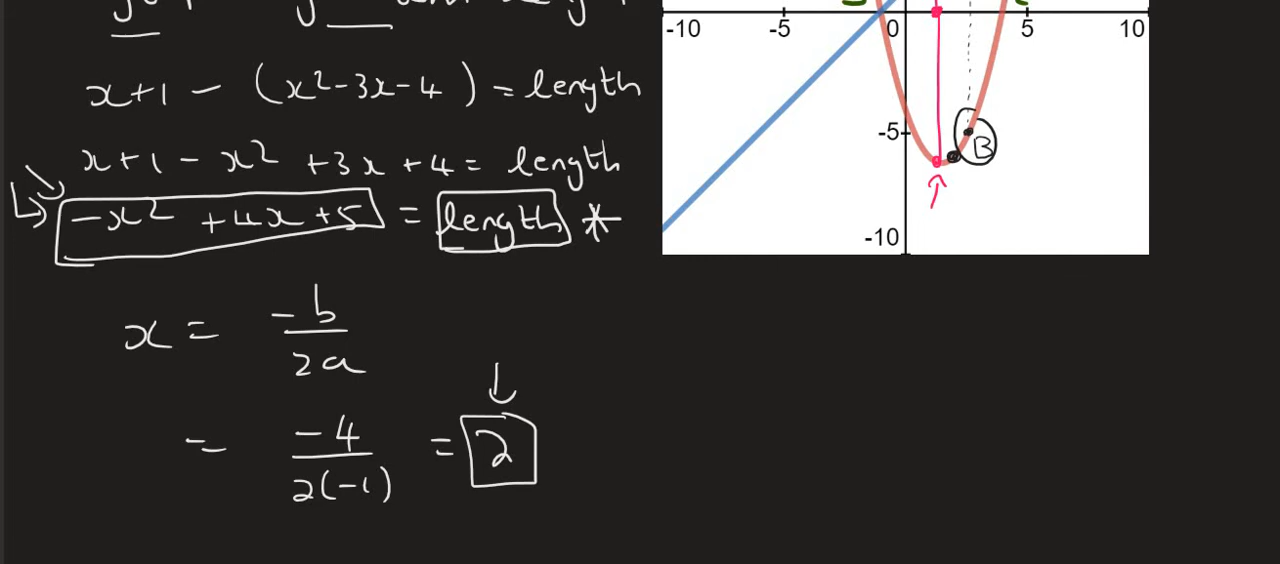 x+1 - (x²-3x-4) = length
x+1 - x² +3x +4 = length
-x² +4x +5 = length *
x = -b / 2a
= -4 / 2(-1) = 2
-10 -5 0 5 10
-5
B
-10